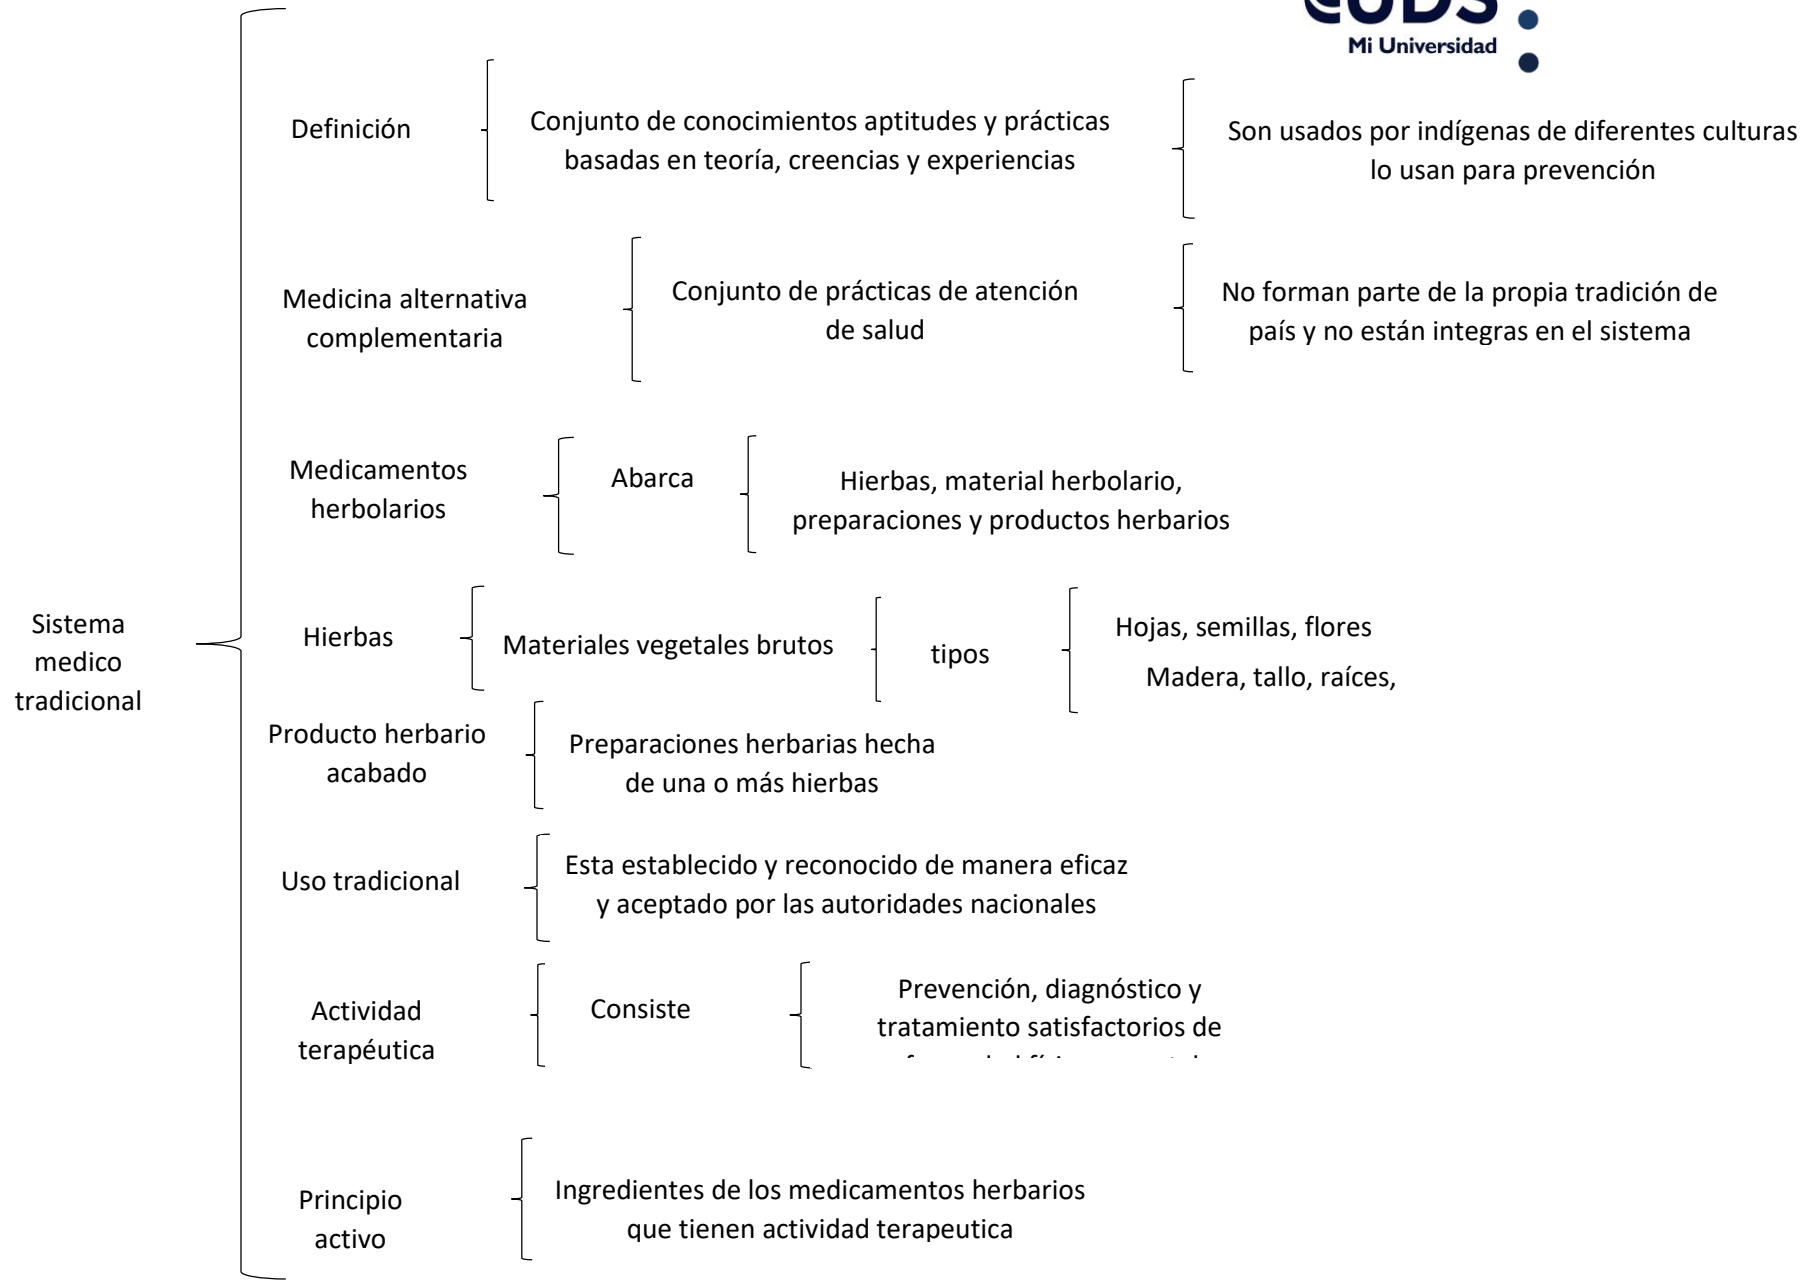 Mi Universidad
Sistema
medico
tradicional
Definición
Conjunto de conocimientos aptitudes y prácticas
basadas en teoría, creencias y experiencias
Son usados por indígenas de diferentes culturas
lo usan para prevención
Medicina alternativa
complementaria
Conjunto de prácticas de atención
de salud
No forman parte de la propia tradición de
país y no están integras en el sistema
Medicamentos
herbolarios
Abarca
Hierbas, material herbolario,
preparaciones y productos herbarios
Hierbas
Materiales vegetales brutos
tipos
Hojas, semillas, flores
Madera, tallo, raíces,
Producto herbario
acabado
Preparaciones herbarias hecha
de una o más hierbas
Uso tradicional
Esta establecido y reconocido de manera eficaz
y aceptado por las autoridades nacionales
Actividad
terapéutica
Consiste
Prevención, diagnóstico y
tratamiento satisfactorios de
Principio
activo
Ingredientes de los medicamentos herbarios
que tienen actividad terapeutica